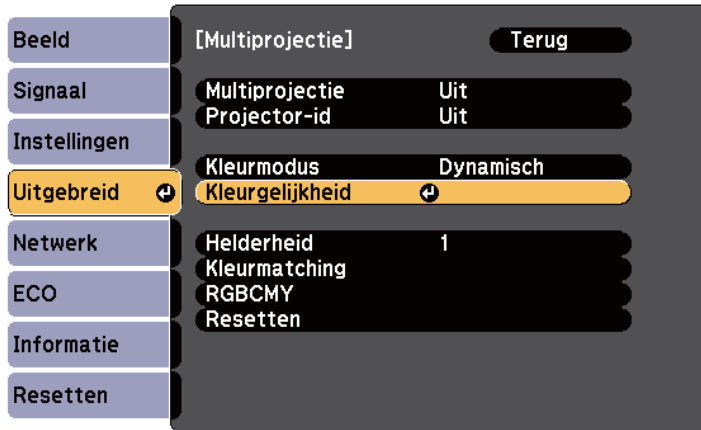 Beeld
Signaal
Instellingen
Uitgebreid
Netwerk
ECO
Informatie
Resetten
[Multiprojectie] Terug
Multiprojectie Uit
Projector-id Uit
Kleurmodus Dynamisch
Kleurgelijkheid
Helderheid 1
Kleurmatching
RGBCMY
Resetten